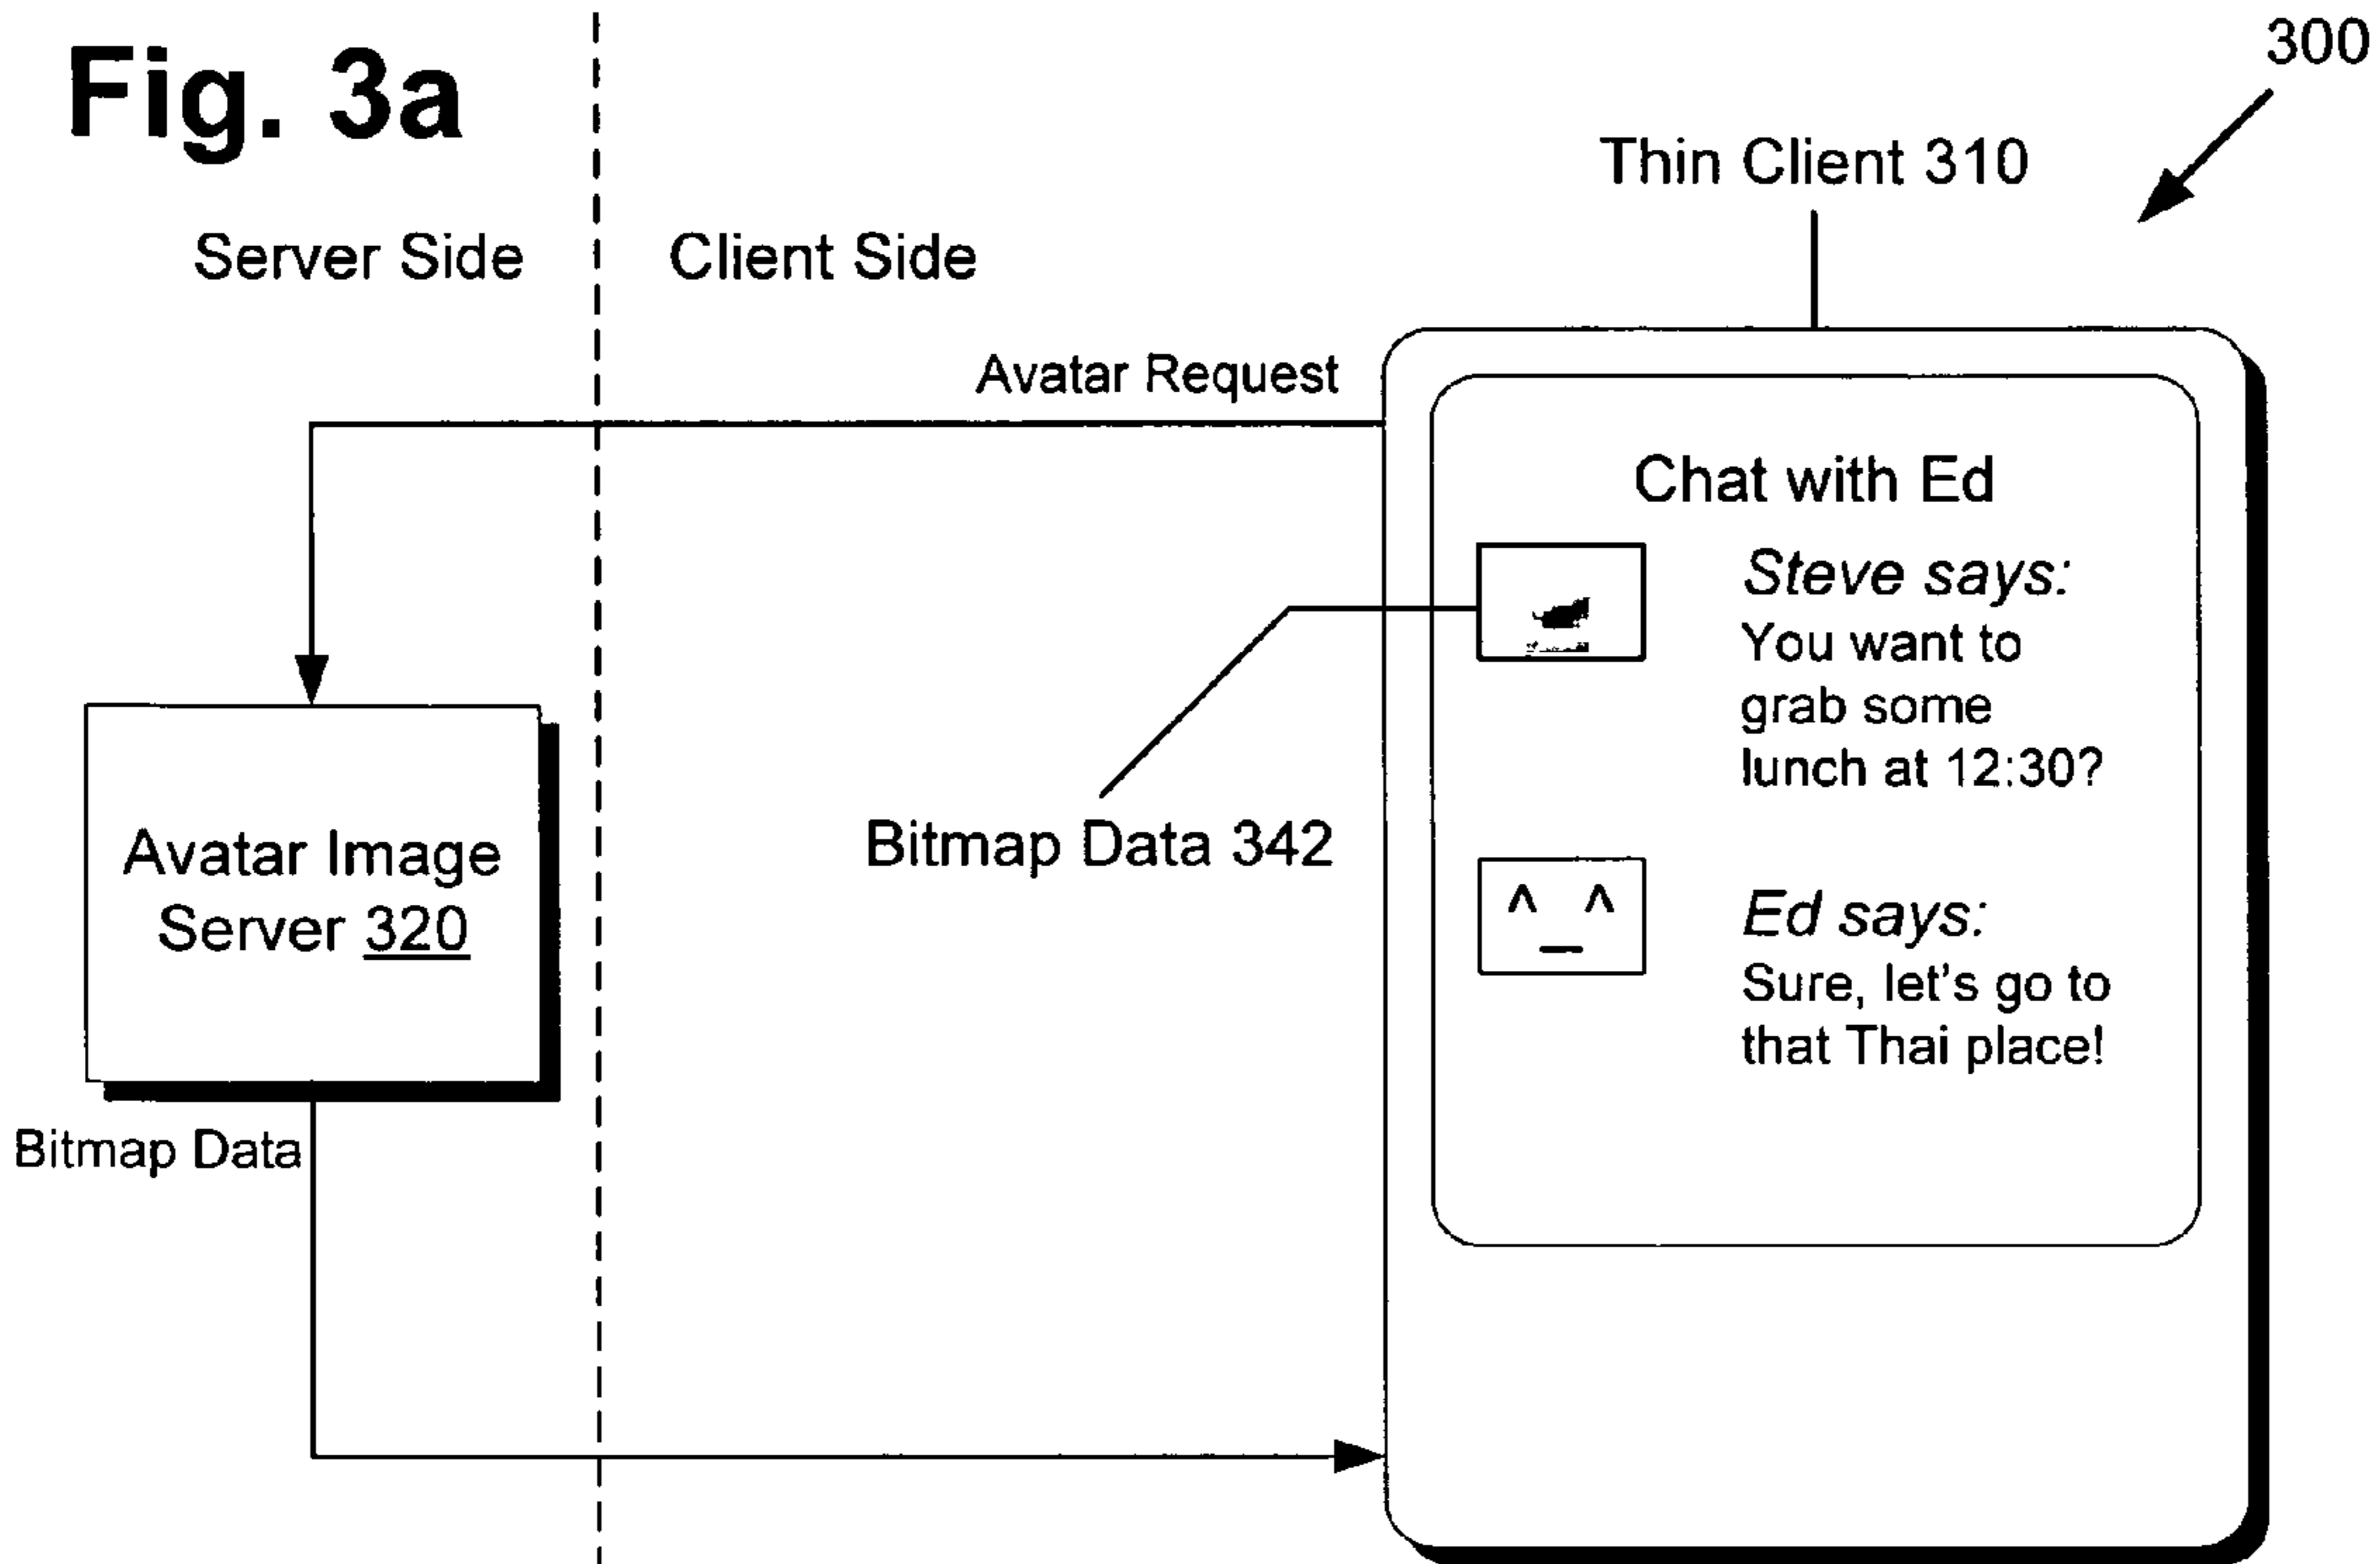 Fig. 3a
300
Thin Client 310
Server Side
Client Side
Avatar Request
Chat with Ed
Steve says:
You want to
grab some
lunch at 12:30?
Bitmap Data 342
Avatar Image
Server 320
^ ^
_
Ed says:
Sure, let's go to
that Thai place!
Bitmap Data